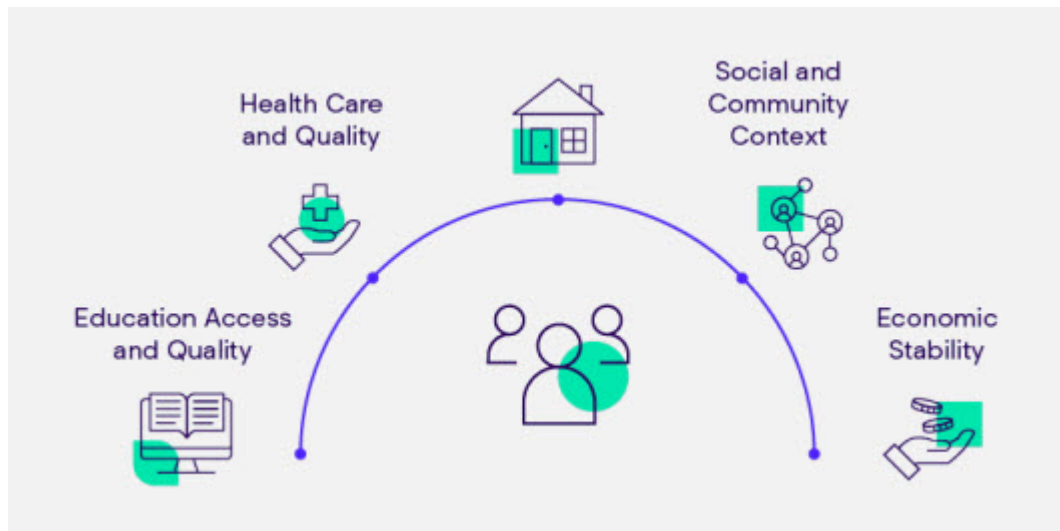 Health Care
and Quality
Social and
Community
Context
Education Access
and Quality
Economic
Stability